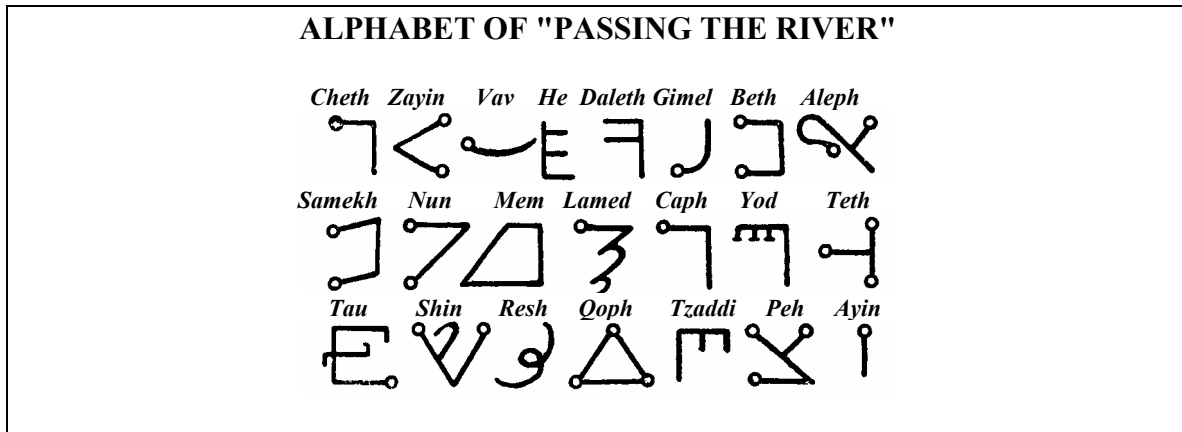 ALPHABET OF "PASSING THE RIVER"
Cheth Zayin Vav He Daleth Gimel Beth Aleph
Samekh Nun Mem Lamed Caph Yod Teth
Tau Shin Resh Qoph Tzaddi Peh Ayin